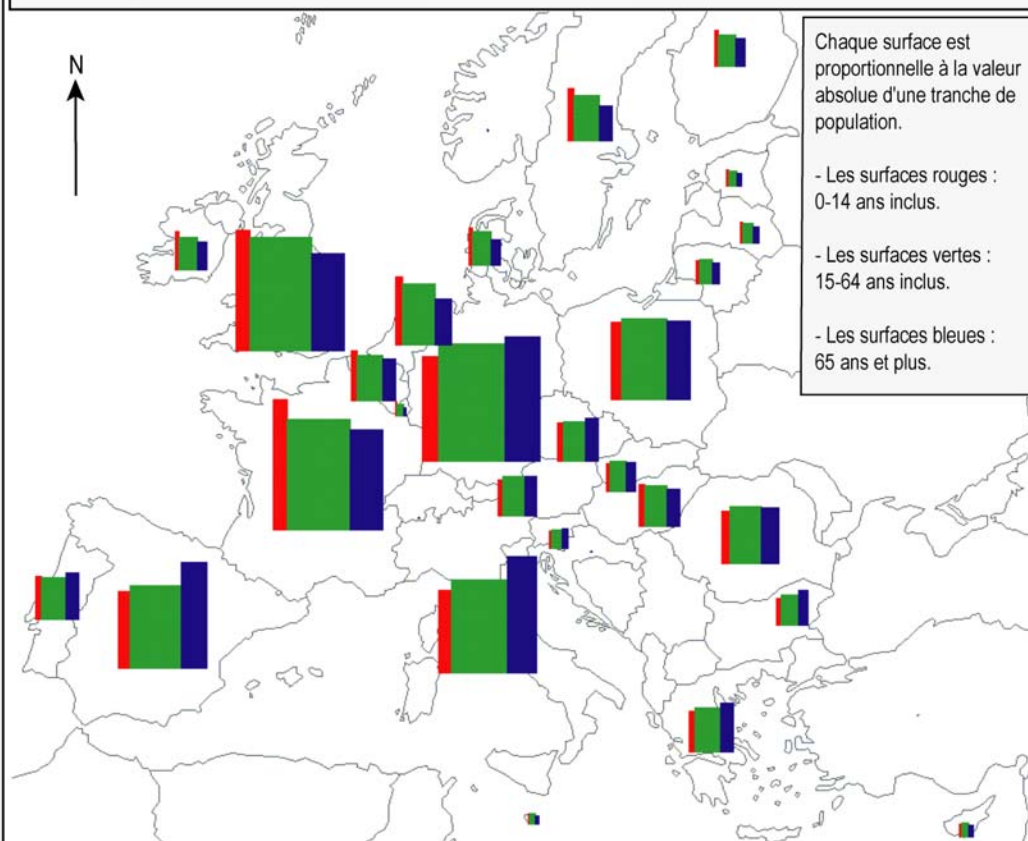 N
Chaque surface est
proportionnelle à la valeur
absolue d'une tranche de
population.
- Les surfaces rouges :
0-14 ans inclus.
- Les surfaces vertes :
15-64 ans inclus.
- Les surfaces bleues :
65 ans et plus.